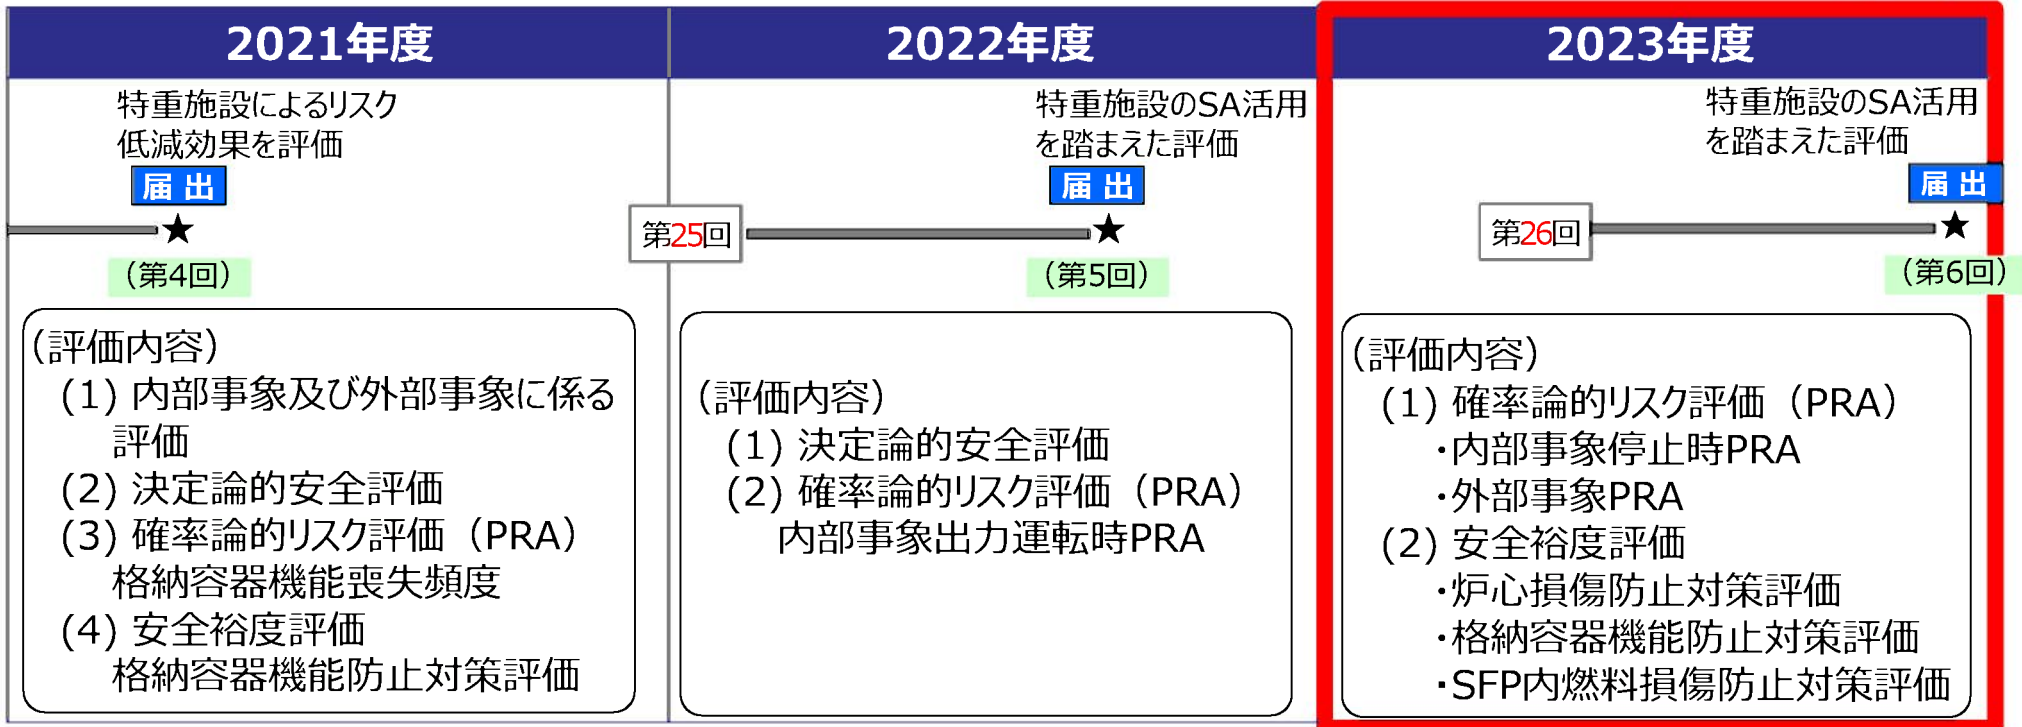 2021年度
特重施設によるリスク
低減効果を評価
届 出
★
(第4回)
(評価内容)
(1) 内部事象及び外部事象に係る
評価
(2) 決定論的安全評価
(3) 確率論的リスク評価（PRA）
格納容器機能喪失頻度
(4) 安全裕度評価
格納容器機能防止対策評価
2022年度
特重施設のSA活用
を踏まえた評価
届 出
第25回
★
(第5回)
(評価内容)
(1) 決定論的安全評価
(2) 確率論的リスク評価（PRA）
内部事象出力運転時PRA
2023年度
特重施設のSA活用
を踏まえた評価
届 出
第26回
★
(第6回)
(評価内容)
(1) 確率論的リスク評価（PRA）
・内部事象停止時PRA
・外部事象PRA
(2) 安全裕度評価
・炉心損傷防止対策評価
・格納容器機能防止対策評価
・SFP内燃料損傷防止対策評価